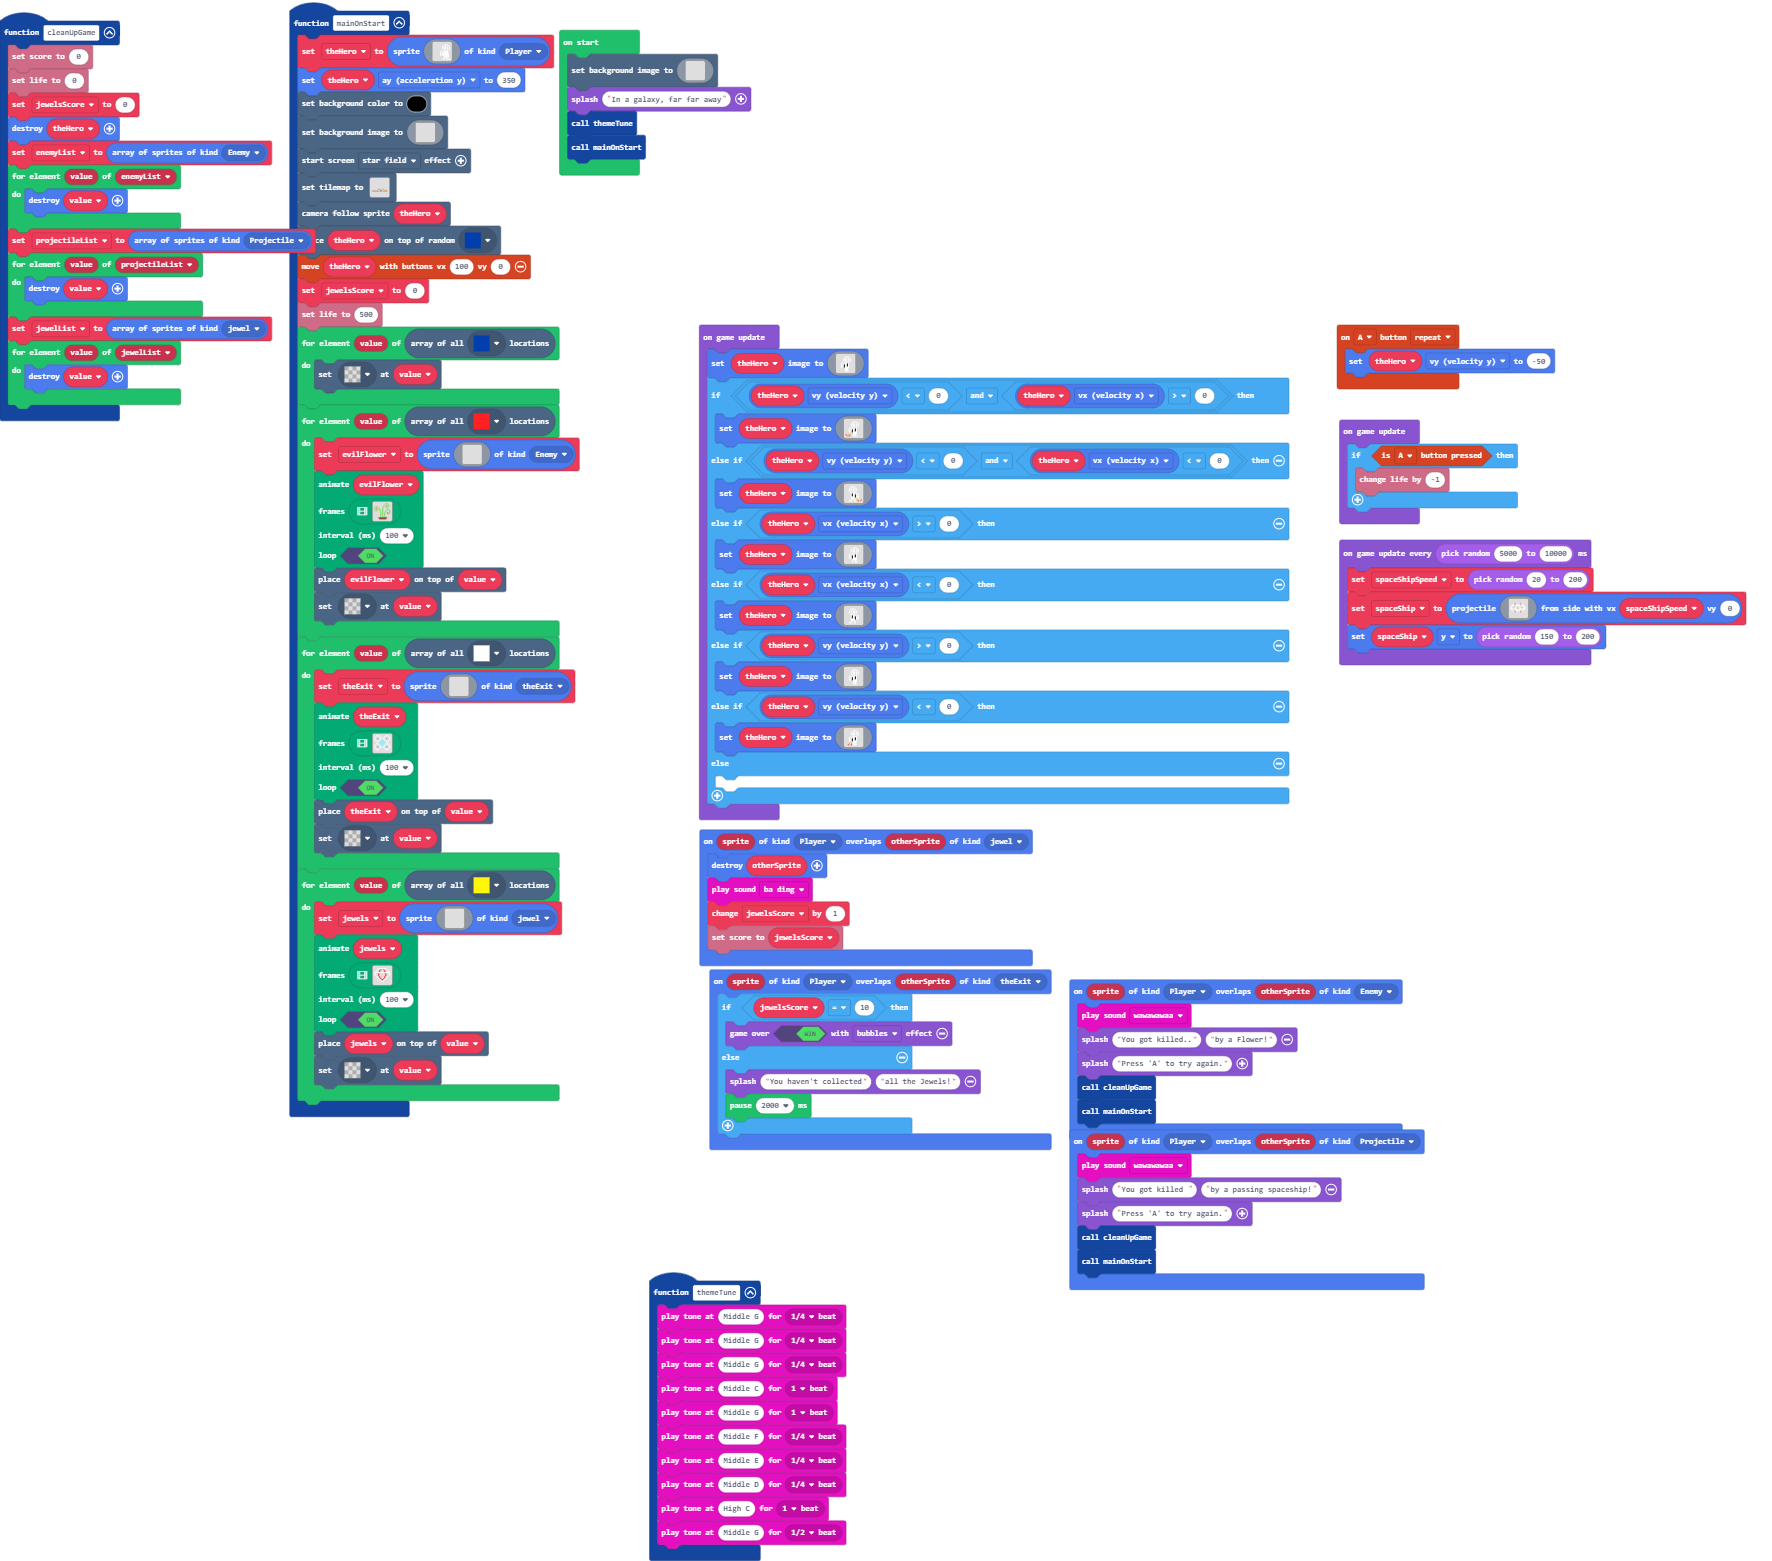 function cleanUpGame
set score to 0
set life to 0
set jewelsScore to 0
destroy theHero
set enemyList to array of sprites of kind Enemy
for element value of enemyList
do destroy value
set projectileList to array of sprites of kind Projectile
for element value of projectileList
do destroy value
set jewelList to array of sprites of kind jewel
for element value of jewelList
do destroy value
function mainOnStart
set theHero to sprite of kind Player
set theHero ay (acceleration y) to 350
set background color to
set background image to
start screen star field effect
set tilemap to
camera follow sprite theHero
ce theHero on top of random
move theHero with buttons vx 100 vy 0
set jewelsScore to 0
set life to 500
for element value of array of all locations
do set at value
for element value of array of all locations
do set evilFlower to sprite of kind Enemy
animate evilFlower
frames
interval (ms) 100
loop ON
place evilFlower on top of value
set at value
for element value of array of all locations
do set theExit to sprite of kind theExit
animate theExit
frames
interval (ms) 100
loop ON
place theExit on top of value
set at value
for element value of array of all locations
do set jewels to sprite of kind jewel
animate jewels
frames
interval (ms) 100
loop ON
place jewels on top of value
set at value
on start
set background image to
splash "In a galaxy, far far away"
call themeTune
call mainOnStart
on game update
set theHero image to
if theHero vy (velocity y) < 0 and theHero vx (velocity x) > 0 then
set theHero image to
else if theHero vy (velocity y) < 0 and theHero vx (velocity x) < 0 then
set theHero image to
else if theHero vx (velocity x) > 0 then
set theHero image to
else if theHero vx (velocity x) < 0 then
set theHero image to
else if theHero vy (velocity y) > 0 then
set theHero image to
else if theHero vy (velocity y) < 0 then
set theHero image to
else
on A button repeat
set theHero vy (velocity y) to -50
on game update
if is A button pressed then
change life by -1
on game update every pick random 5000 to 10000 ms
set spaceShipSpeed to pick random 20 to 200
set spaceShip to projectile from side with vx spaceShipSpeed vy 0
set spaceShip y to pick random 150 to 200
on sprite of kind Player overlaps otherSprite of kind jewel
destroy otherSprite
play sound ba ding
change jewelsScore by 1
set score to jewelsScore
on sprite of kind Player overlaps otherSprite of kind theExit
if jewelsScore = 10 then
game over WIN with bubbles effect
else
splash "You haven't collected" "all the Jewels!"
pause 2000 ms
on sprite of kind Player overlaps otherSprite of kind Enemy
play sound wawawawaa
splash "You got killed.." "by a Flower!"
splash "Press 'A' to try again."
call cleanUpGame
call mainOnStart
on sprite of kind Player overlaps otherSprite of kind Projectile
play sound wawawawaa
splash "You got killed " "by a passing spaceship!"
splash "Press 'A' to try again."
call cleanUpGame
call mainOnStart
function themeTune
play tone at Middle G for 1/4 beat
play tone at Middle G for 1/4 beat
play tone at Middle G for 1/4 beat
play tone at Middle C for 1 beat
play tone at Middle G for 1 beat
play tone at Middle F for 1/4 beat
play tone at Middle E for 1/4 beat
play tone at Middle D for 1/4 beat
play tone at High C for 1 beat
play tone at Middle G for 1/2 beat